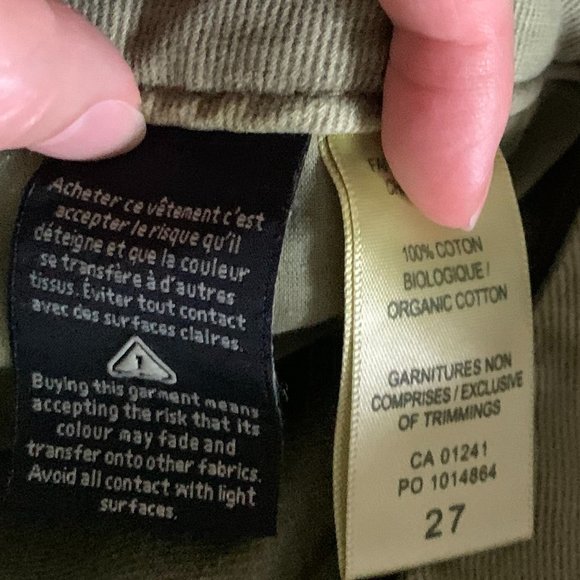 Acheter ce vêtement c'est
accepter le risque qu'il
déteigne et que la couleur
se transfère à d'autres
tissus. Éviter tout contact
avec des surfaces claires.
!
Buying this garment means
accepting the risk that its
colour may fade and
transfer onto other fabrics.
Avoid all contact with light
surfaces.
100% COTON
BIOLOGIQUE /
ORGANIC COTTON
GARNITURES NON
COMPRISES / EXCLUSIVE
OF TRIMMINGS
CA 01241
PO 1014864
27